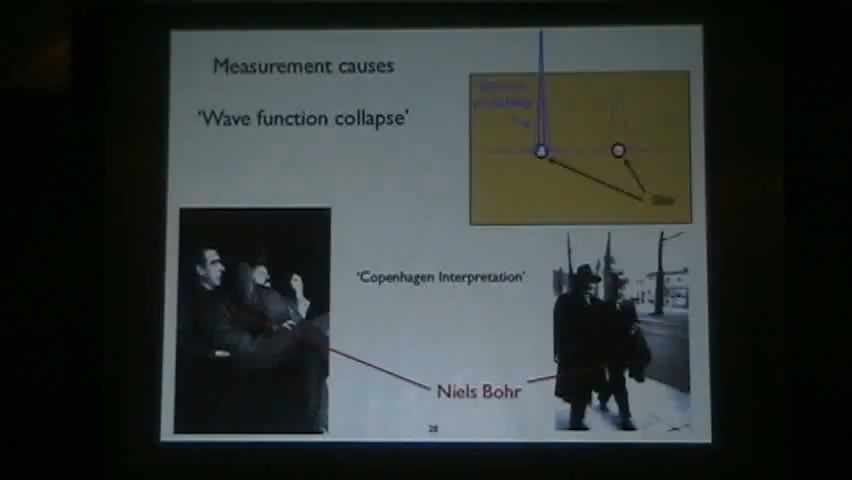 Measurement causes
'Wave function collapse'
'Copenhagen Interpretation'
Niels Bohr
28